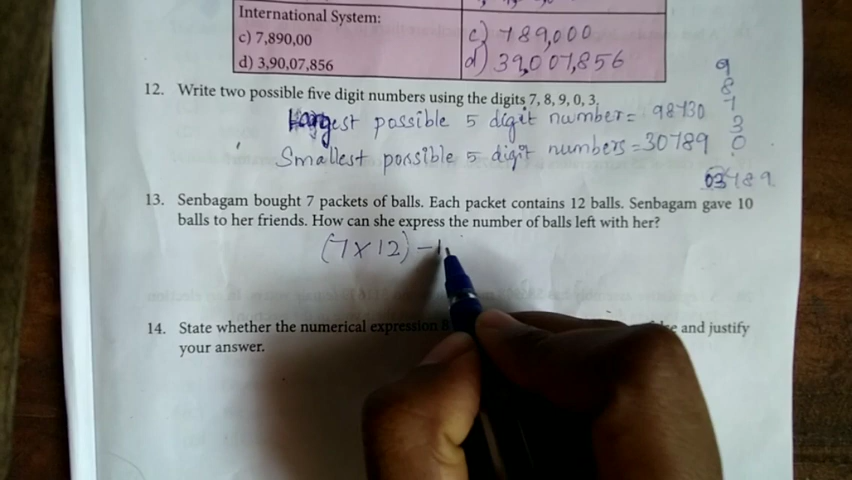 International System:
c) 7,890,00
c) 789,000
d) 3,90,07,856
d) 39,007,856
12. Write two possible five digit numbers using the digits 7, 8, 9, 0, 3.
Largest possible 5 digit number = 98730
Smallest possible 5 digit numbers = 30789
9
8
7
3
0
03789
13. Senbagam bought 7 packets of balls. Each packet contains 12 balls. Senbagam gave 10
balls to her friends. How can she express the number of balls left with her?
(7 × 12) - 1
14. State whether the numerical expression 8 and justify
your answer.